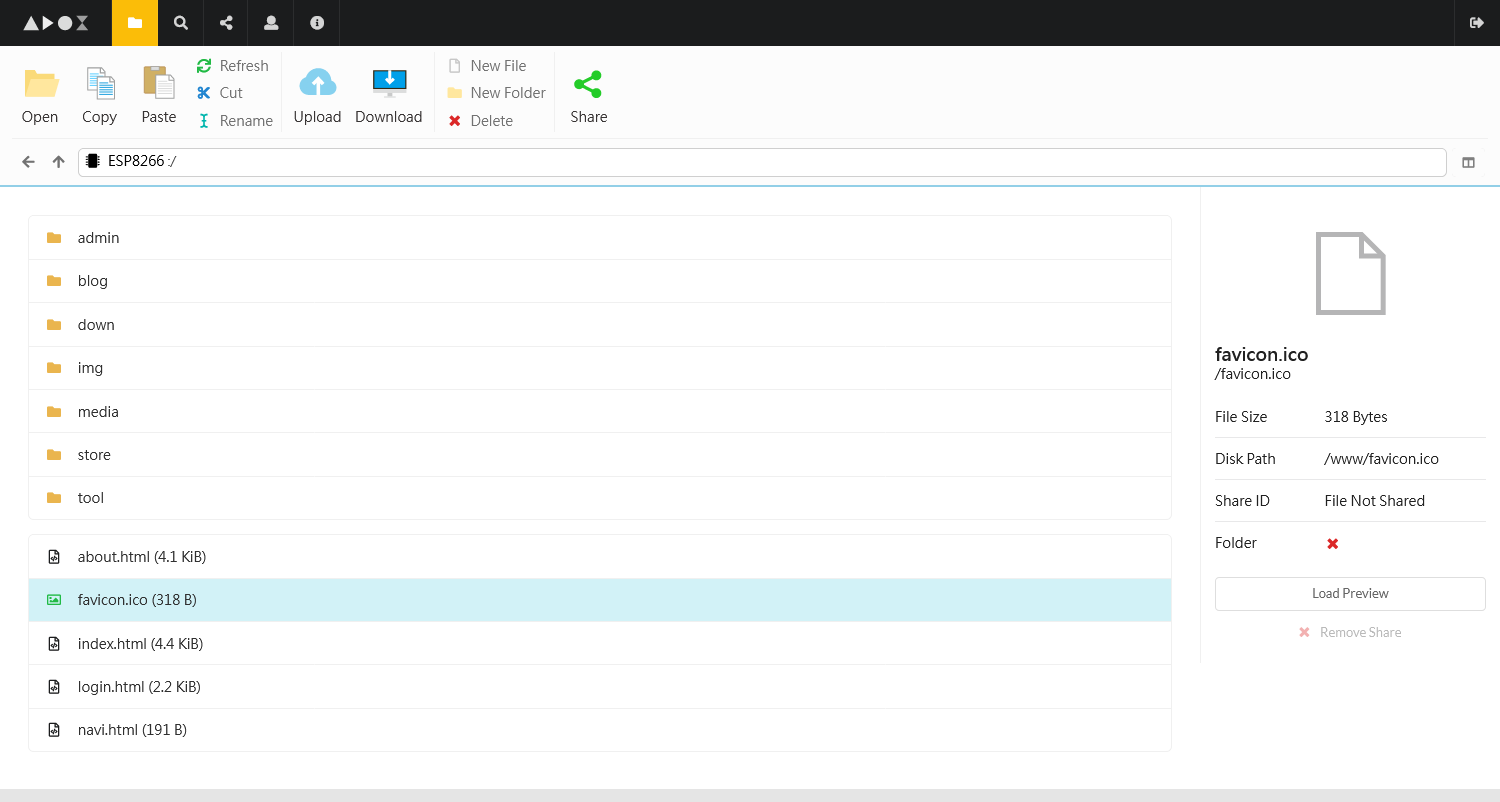 Open
Copy
Paste
Refresh
Cut
Rename
Upload
Download
New File
New Folder
Delete
Share
ESP8266 :/
admin
blog
down
img
media
store
tool
about.html (4.1 KiB)
favicon.ico (318 B)
index.html (4.4 KiB)
login.html (2.2 KiB)
navi.html (191 B)
favicon.ico
/favicon.ico
File Size 318 Bytes
Disk Path /www/favicon.ico
Share ID File Not Shared
Folder
Load Preview
Remove Share